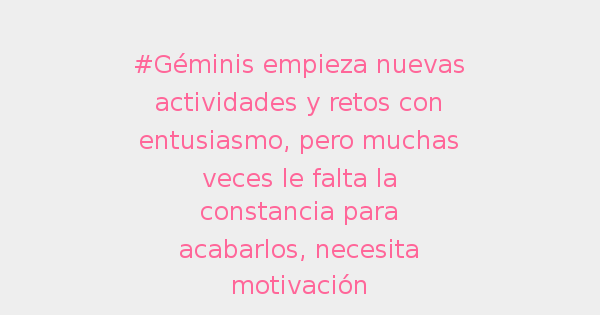 #Géminis empieza nuevas
actividades y retos con
entusiasmo, pero muchas
veces le falta la
constancia para
acabarlos, necesita
motivación